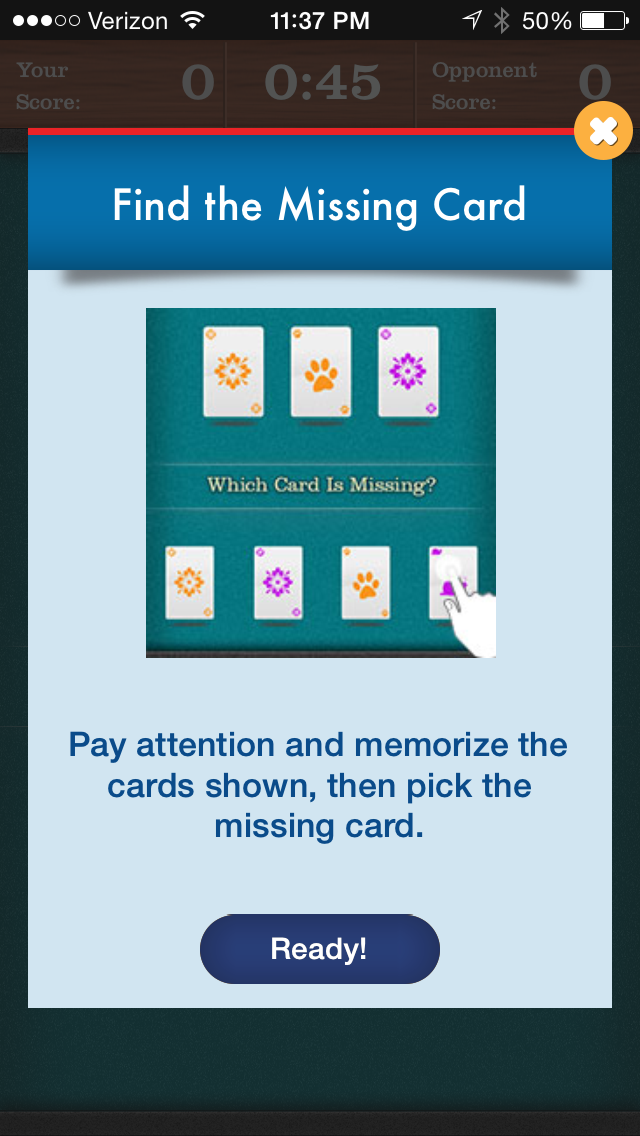 Verizon 11:37 PM 50%
Your Score: 0
0:45
Opponent Score: 0
Find the Missing Card
Which Card Is Missing?
Pay attention and memorize the
cards shown, then pick the
missing card.
Ready!